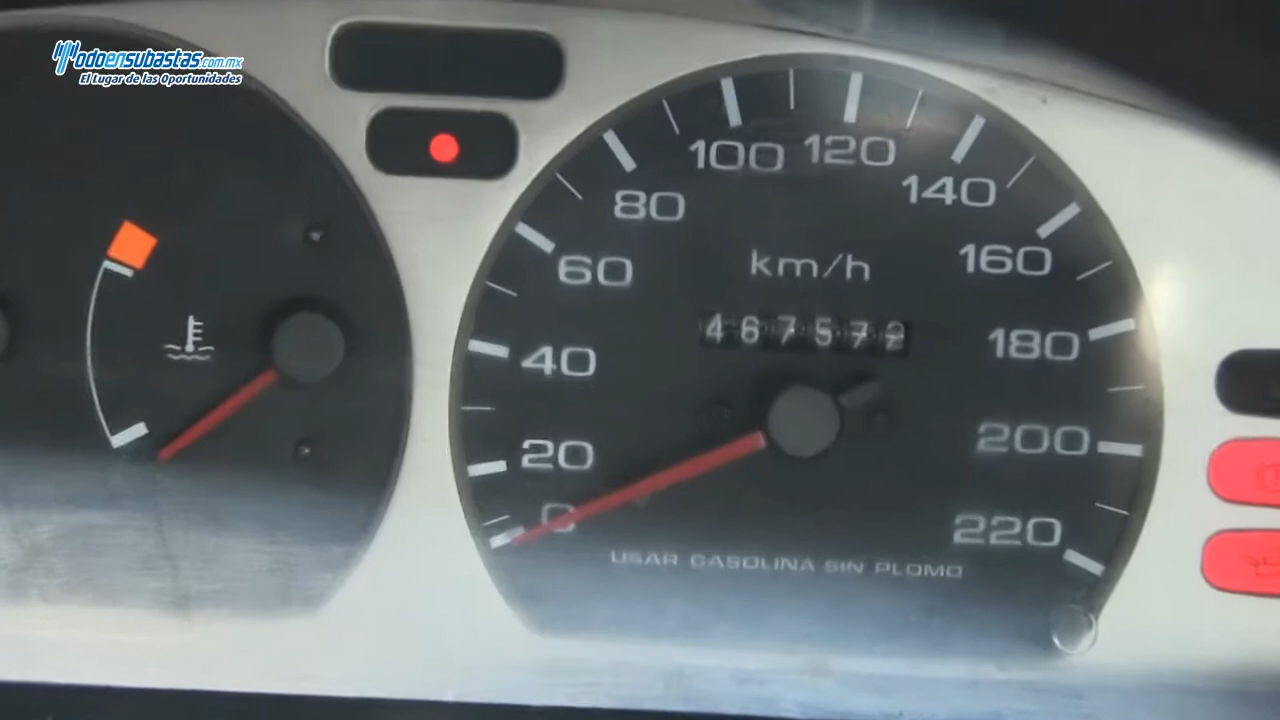 Todoensubastas.com.mx
El Lugar de las Oportunidades
100 120
80 140
60 km/h 160
467572
40 180
20 200
0 220
USAR GASOLINA SIN PLOMO